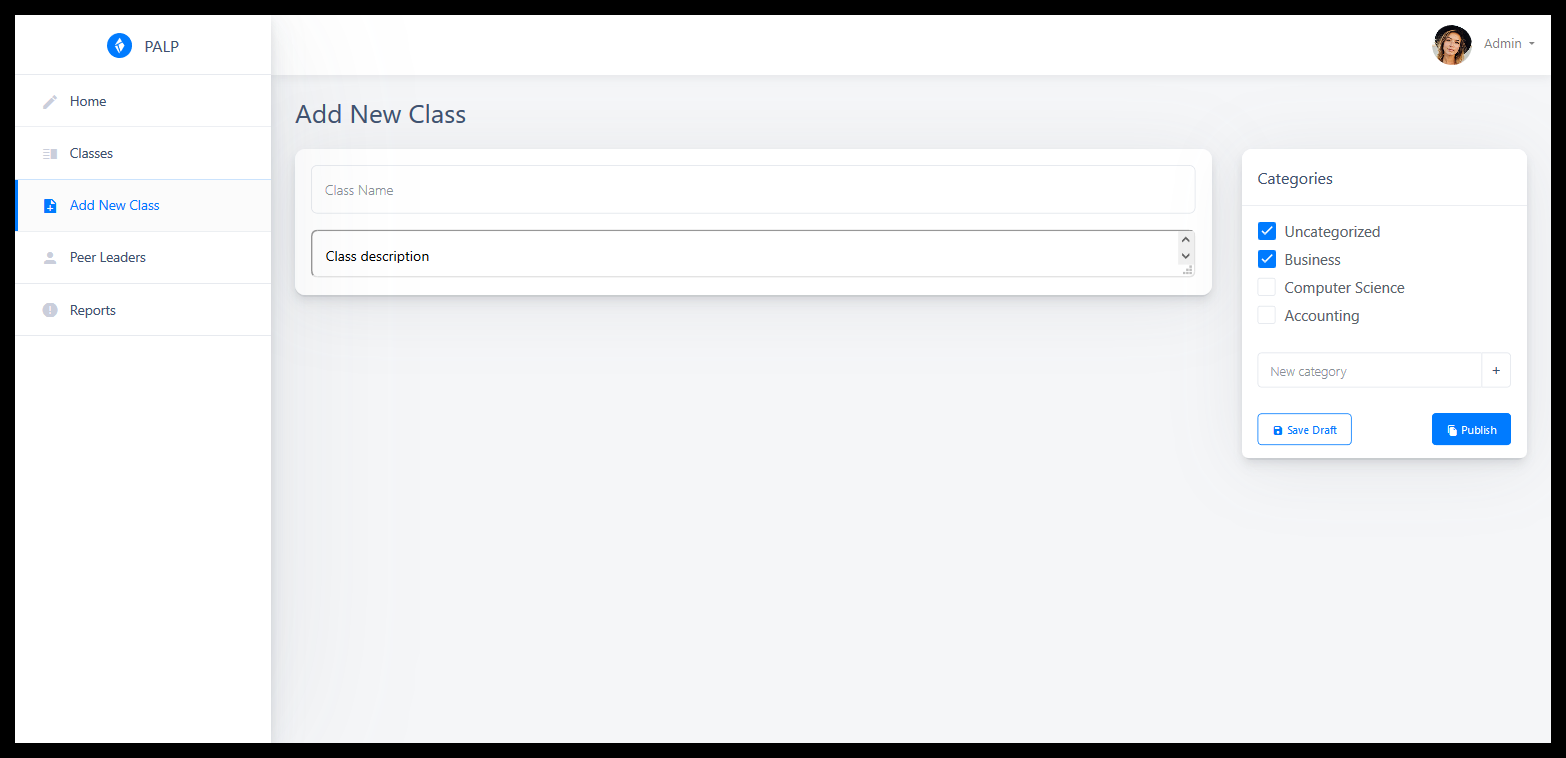 PALP
Admin
Home
Classes
Add New Class
Peer Leaders
Reports
Add New Class
Class Name
Class description
Categories
Uncategorized
Business
Computer Science
Accounting
New category +
Save Draft
Publish